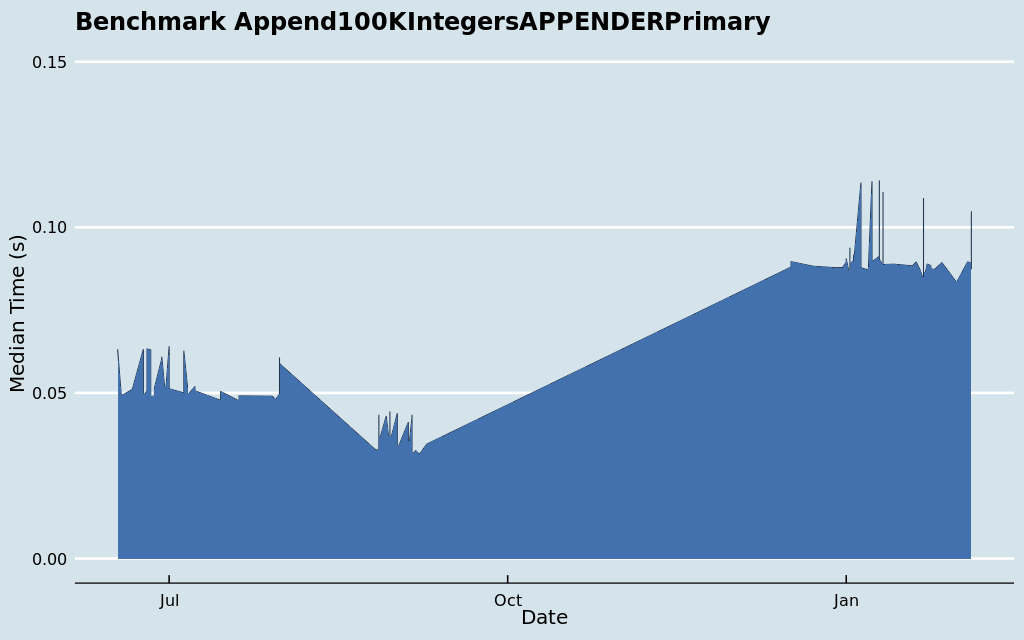 Benchmark Append100KIntegersAPPENDERPrimary
0.15
0.10
0.05
0.00
Median Time (s)
Jul
Oct
Jan
Date